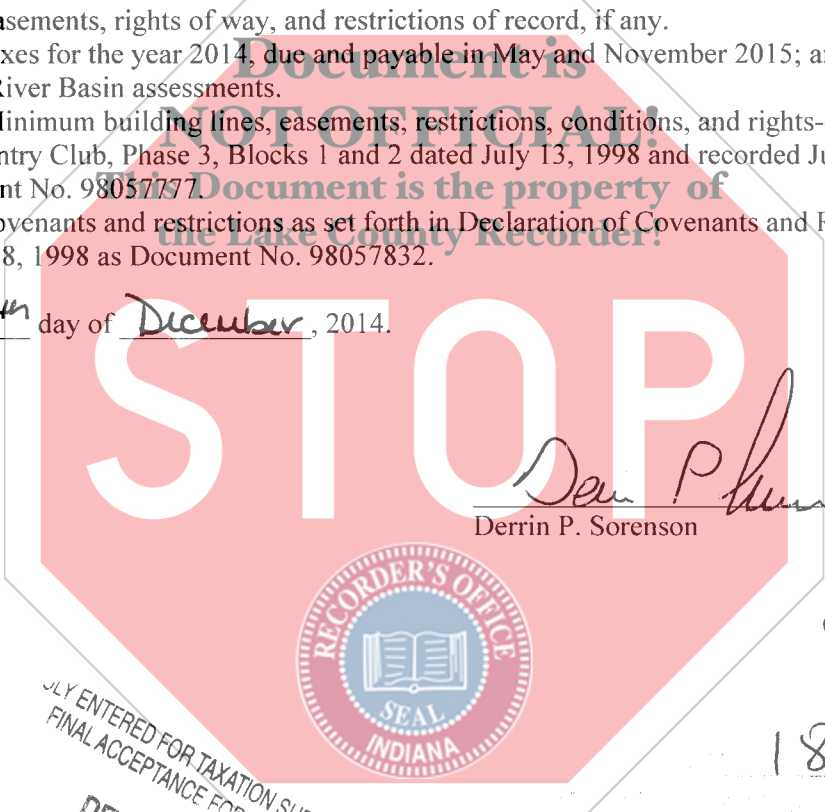 asements, rights of way, and restrictions of record, if any.
xes for the year 2014, due and payable in May and November 2015; an
River Basin assessments.
Minimum building lines, easements, restrictions, conditions, and rights-
ntry Club, Phase 3, Blocks 1 and 2 dated July 13, 1998 and recorded Ju
nt No. 98057777.
ovenants and restrictions as set forth in Declaration of Covenants and R
8, 1998 as Document No. 98057832.
Document is
NOT OFFICIAL!
This Document is the property of
the Lake County Recorder!
th day of December, 2014.
STOP
Derrin P. Sorenson
RECORDER'S OFFICE
SEAL
INDIANA
LY ENTERED FOR TAXATION SU
FINAL ACCEPTANCE FOR
18